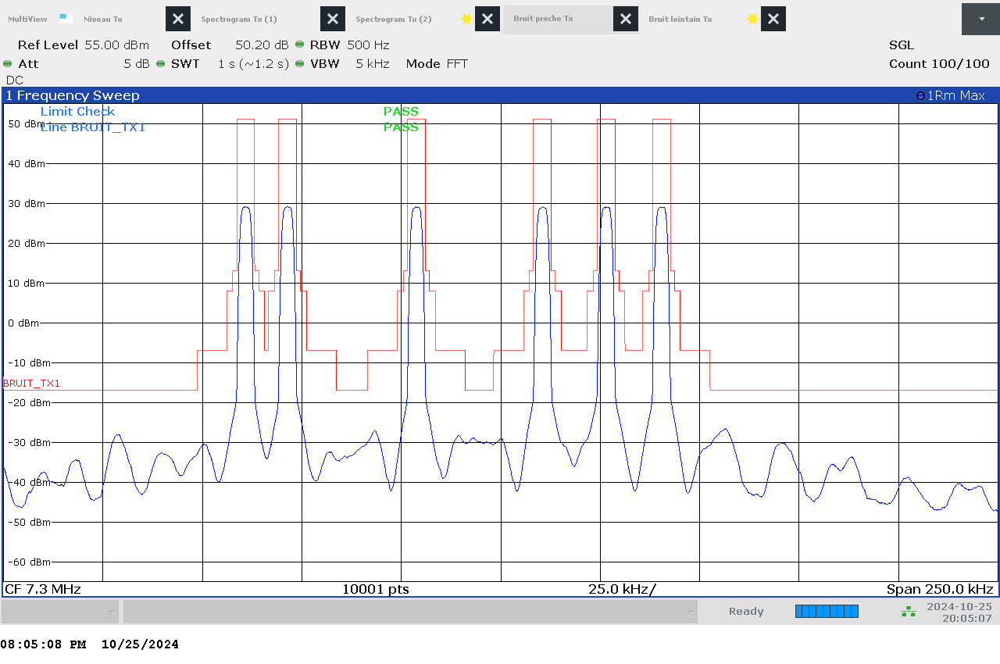 MultiView Niveau Tx Spectrogram Tx (1) Spectrogram Tx (2) Bruit proche Tx Bruit lointain Tx
Ref Level 55.00 dBm Offset 50.20 dB RBW 500 Hz SGL
Att 5 dB SWT 1 s (~1.2 s) VBW 5 kHz Mode FFT Count 100/100
DC
1 Frequency Sweep 1Rm Max
Limit Check PASS
50 dBm
Line BRUIT_TX1 PASS
40 dBm
30 dBm
20 dBm
10 dBm
0 dBm
-10 dBm
BRUIT_TX1
-20 dBm
-30 dBm
-40 dBm
-50 dBm
-60 dBm
CF 7.3 MHz 10001 pts 25.0 kHz/ Span 250.0 kHz
Ready 2024-10-25
20:05:07
08:05:08 PM 10/25/2024